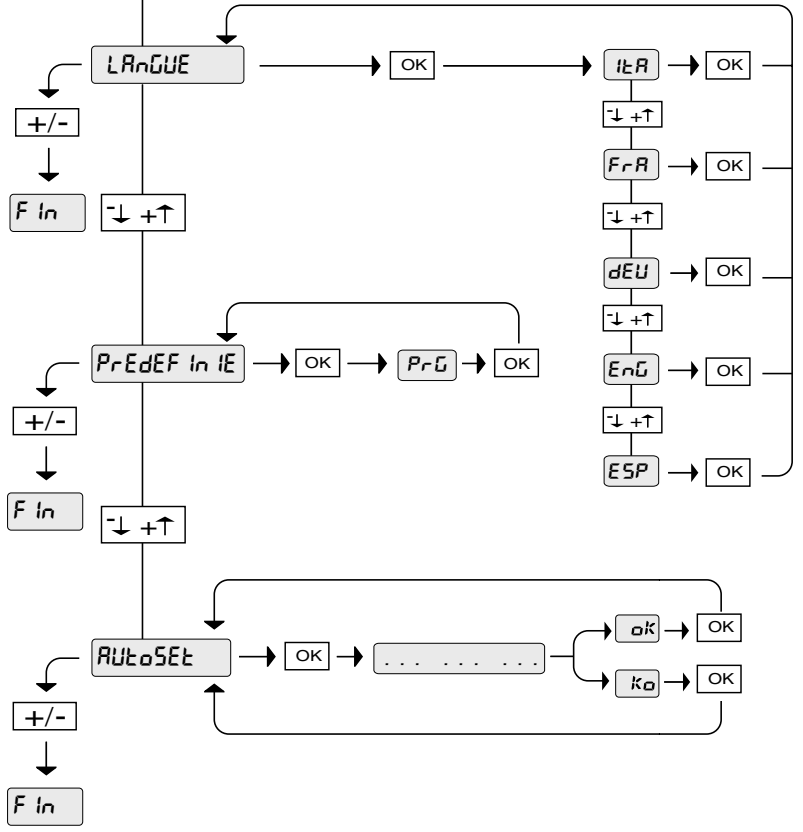 LAnGUE OK ItA OK
+/- -↓ +↑
FrA OK
F In -↓ +↑ -↓ +↑
dEU OK
-↓ +↑
PrEdEF In IE OK PrG OK EnG OK
+/- -↓ +↑
ESP OK
F In -↓ +↑
AUtoSEt OK ... ... ... oK OK
Ko OK
+/-
F In